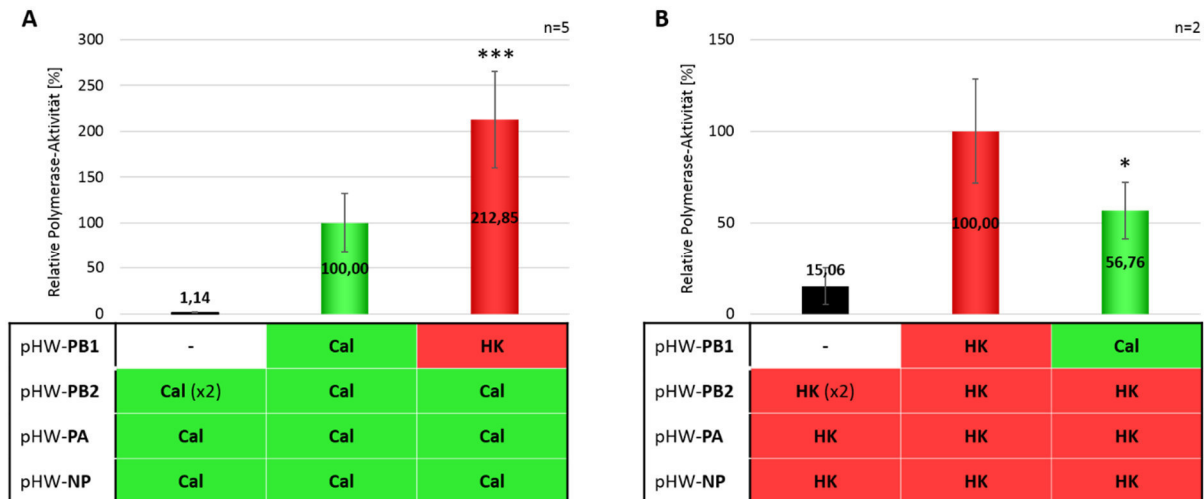 A
n=5
Relative Polymerase-Aktivität [%]
300
250
200
150
100
50
0
1,14
100,00
212,85
***
pHW-PB1 - Cal HK
pHW-PB2 Cal (x2) Cal Cal
pHW-PA Cal Cal Cal
pHW-NP Cal Cal Cal
B
n=2
Relative Polymerase-Aktivität [%]
150
100
50
0
15,06
100,00
56,76
*
pHW-PB1 - HK Cal
pHW-PB2 HK (x2) HK HK
pHW-PA HK HK HK
pHW-NP HK HK HK